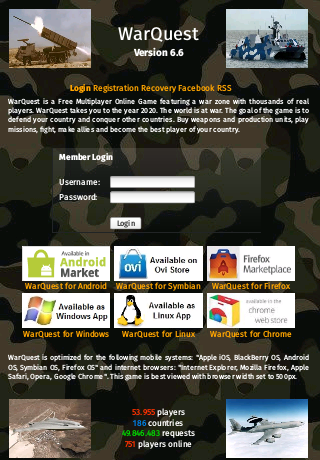 WarQuest
Version 6.6
Login Registration Recovery Facebook RSS
WarQuest is a Free Multiplayer Online Game featuring a war zone with thousands of real
players. WarQuest takes you to the year 2020. The world is at war. The goal of the game is to
defend your country and conquer other countries. Buy weapons and production units, play
missions, fight, make allies and become the best player of your country.
Member Login
Username:
Password:
Login
Available in
Android
Market
Available on
Ovi Store
ovi
Firefox
Marketplace
WarQuest for Android WarQuest for Symbian WarQuest for Firefox
Available as
Windows App
Available as
Linux App
available in the
chrome
web store
WarQuest for Windows WarQuest for Linux WarQuest for Chrome
WarQuest is optimized for the following mobile systems: "Apple iOS, BlackBerry OS, Android
OS, Symbian OS, Firefox OS" and internet browsers: "Internet Explorer, Mozilla Firefox, Apple
Safari, Opera, Google Chrome". This game is best viewed with browser width set to 500px.
53.955 players
186 countries
49.846.483 requests
751 players online